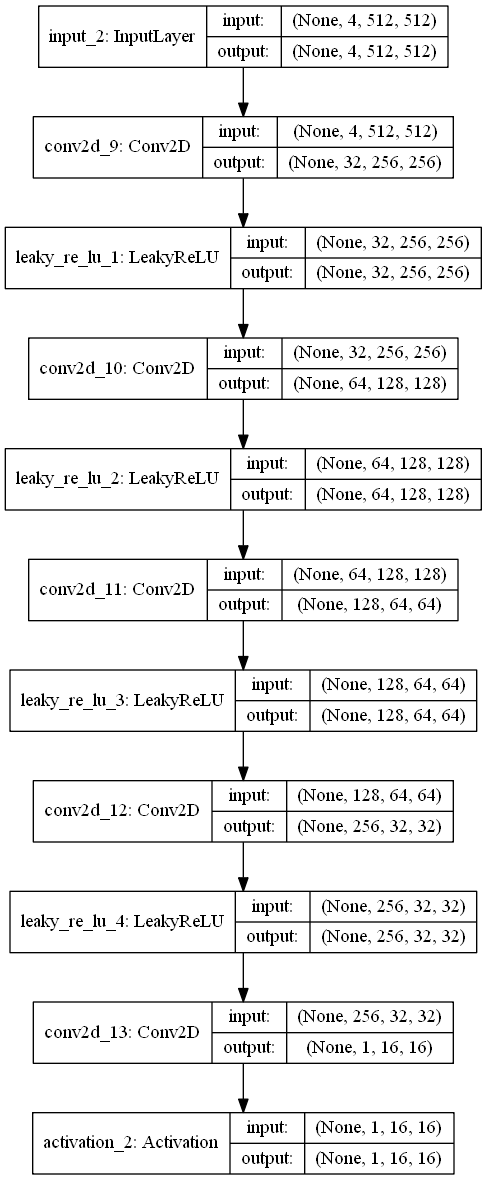 input_2: InputLayer
input: (None, 4, 512, 512)
output: (None, 4, 512, 512)
conv2d_9: Conv2D
input: (None, 4, 512, 512)
output: (None, 32, 256, 256)
leaky_re_lu_1: LeakyReLU
input: (None, 32, 256, 256)
output: (None, 32, 256, 256)
conv2d_10: Conv2D
input: (None, 32, 256, 256)
output: (None, 64, 128, 128)
leaky_re_lu_2: LeakyReLU
input: (None, 64, 128, 128)
output: (None, 64, 128, 128)
conv2d_11: Conv2D
input: (None, 64, 128, 128)
output: (None, 128, 64, 64)
leaky_re_lu_3: LeakyReLU
input: (None, 128, 64, 64)
output: (None, 128, 64, 64)
conv2d_12: Conv2D
input: (None, 128, 64, 64)
output: (None, 256, 32, 32)
leaky_re_lu_4: LeakyReLU
input: (None, 256, 32, 32)
output: (None, 256, 32, 32)
conv2d_13: Conv2D
input: (None, 256, 32, 32)
output: (None, 1, 16, 16)
activation_2: Activation
input: (None, 1, 16, 16)
output: (None, 1, 16, 16)